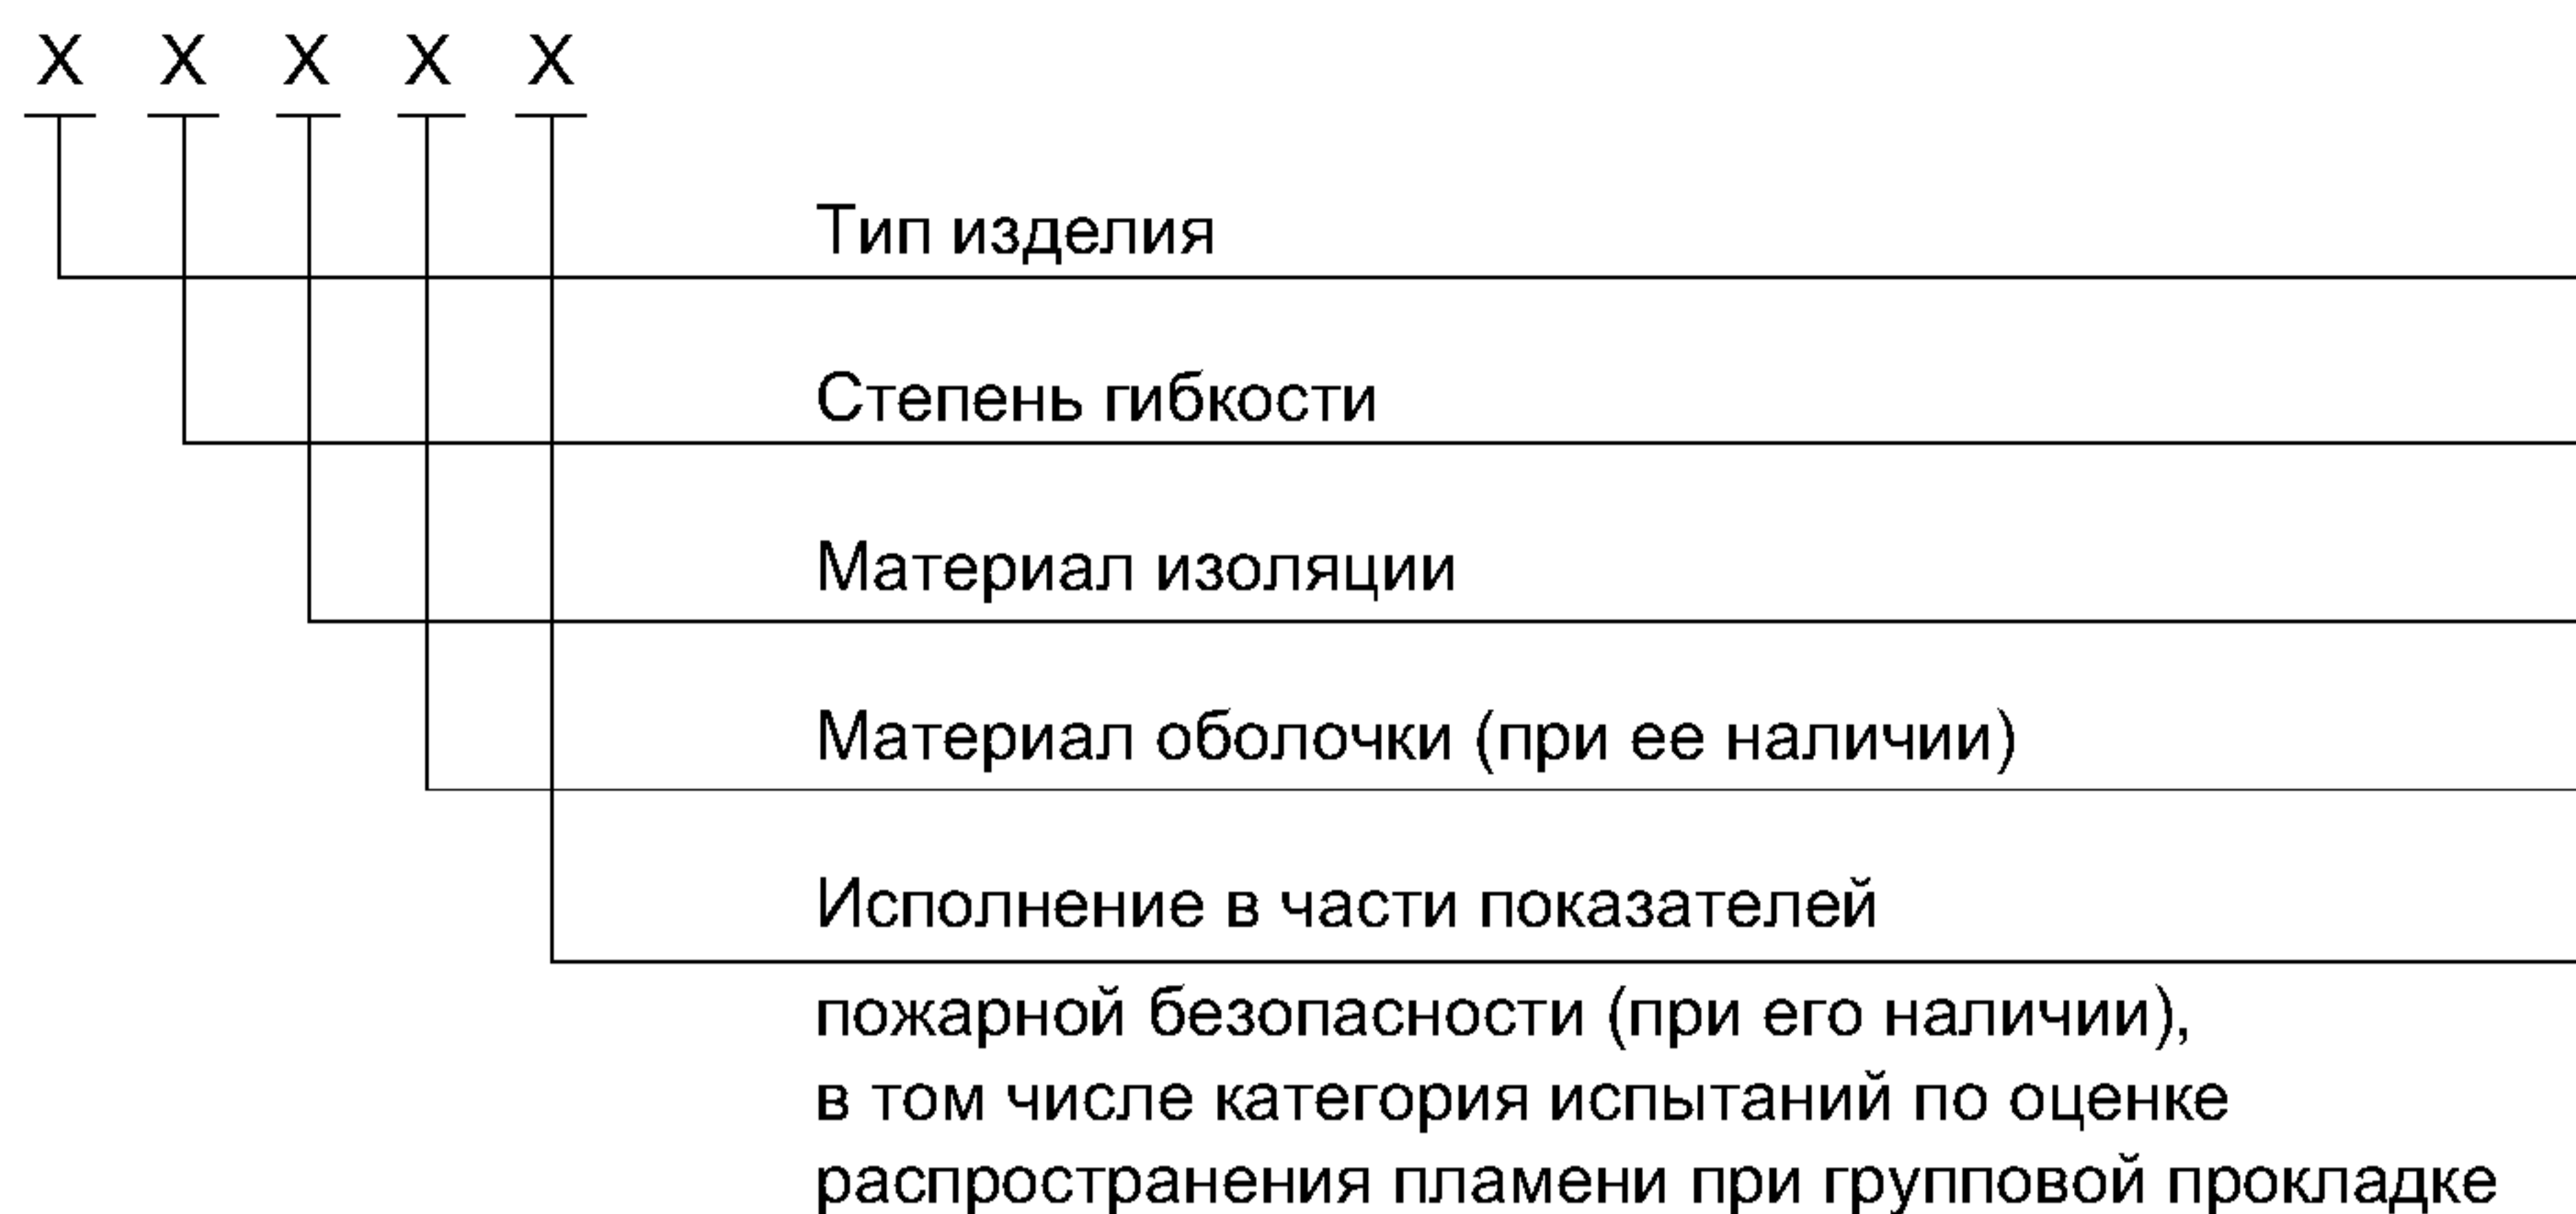 X X X X X
Тип изделия
Степень гибкости
Материал изоляции
Материал оболочки (при ее наличии)
Исполнение в части показателей
пожарной безопасности (при его наличии),
в том числе категория испытаний по оценке
распространения пламени при групповой прокладке